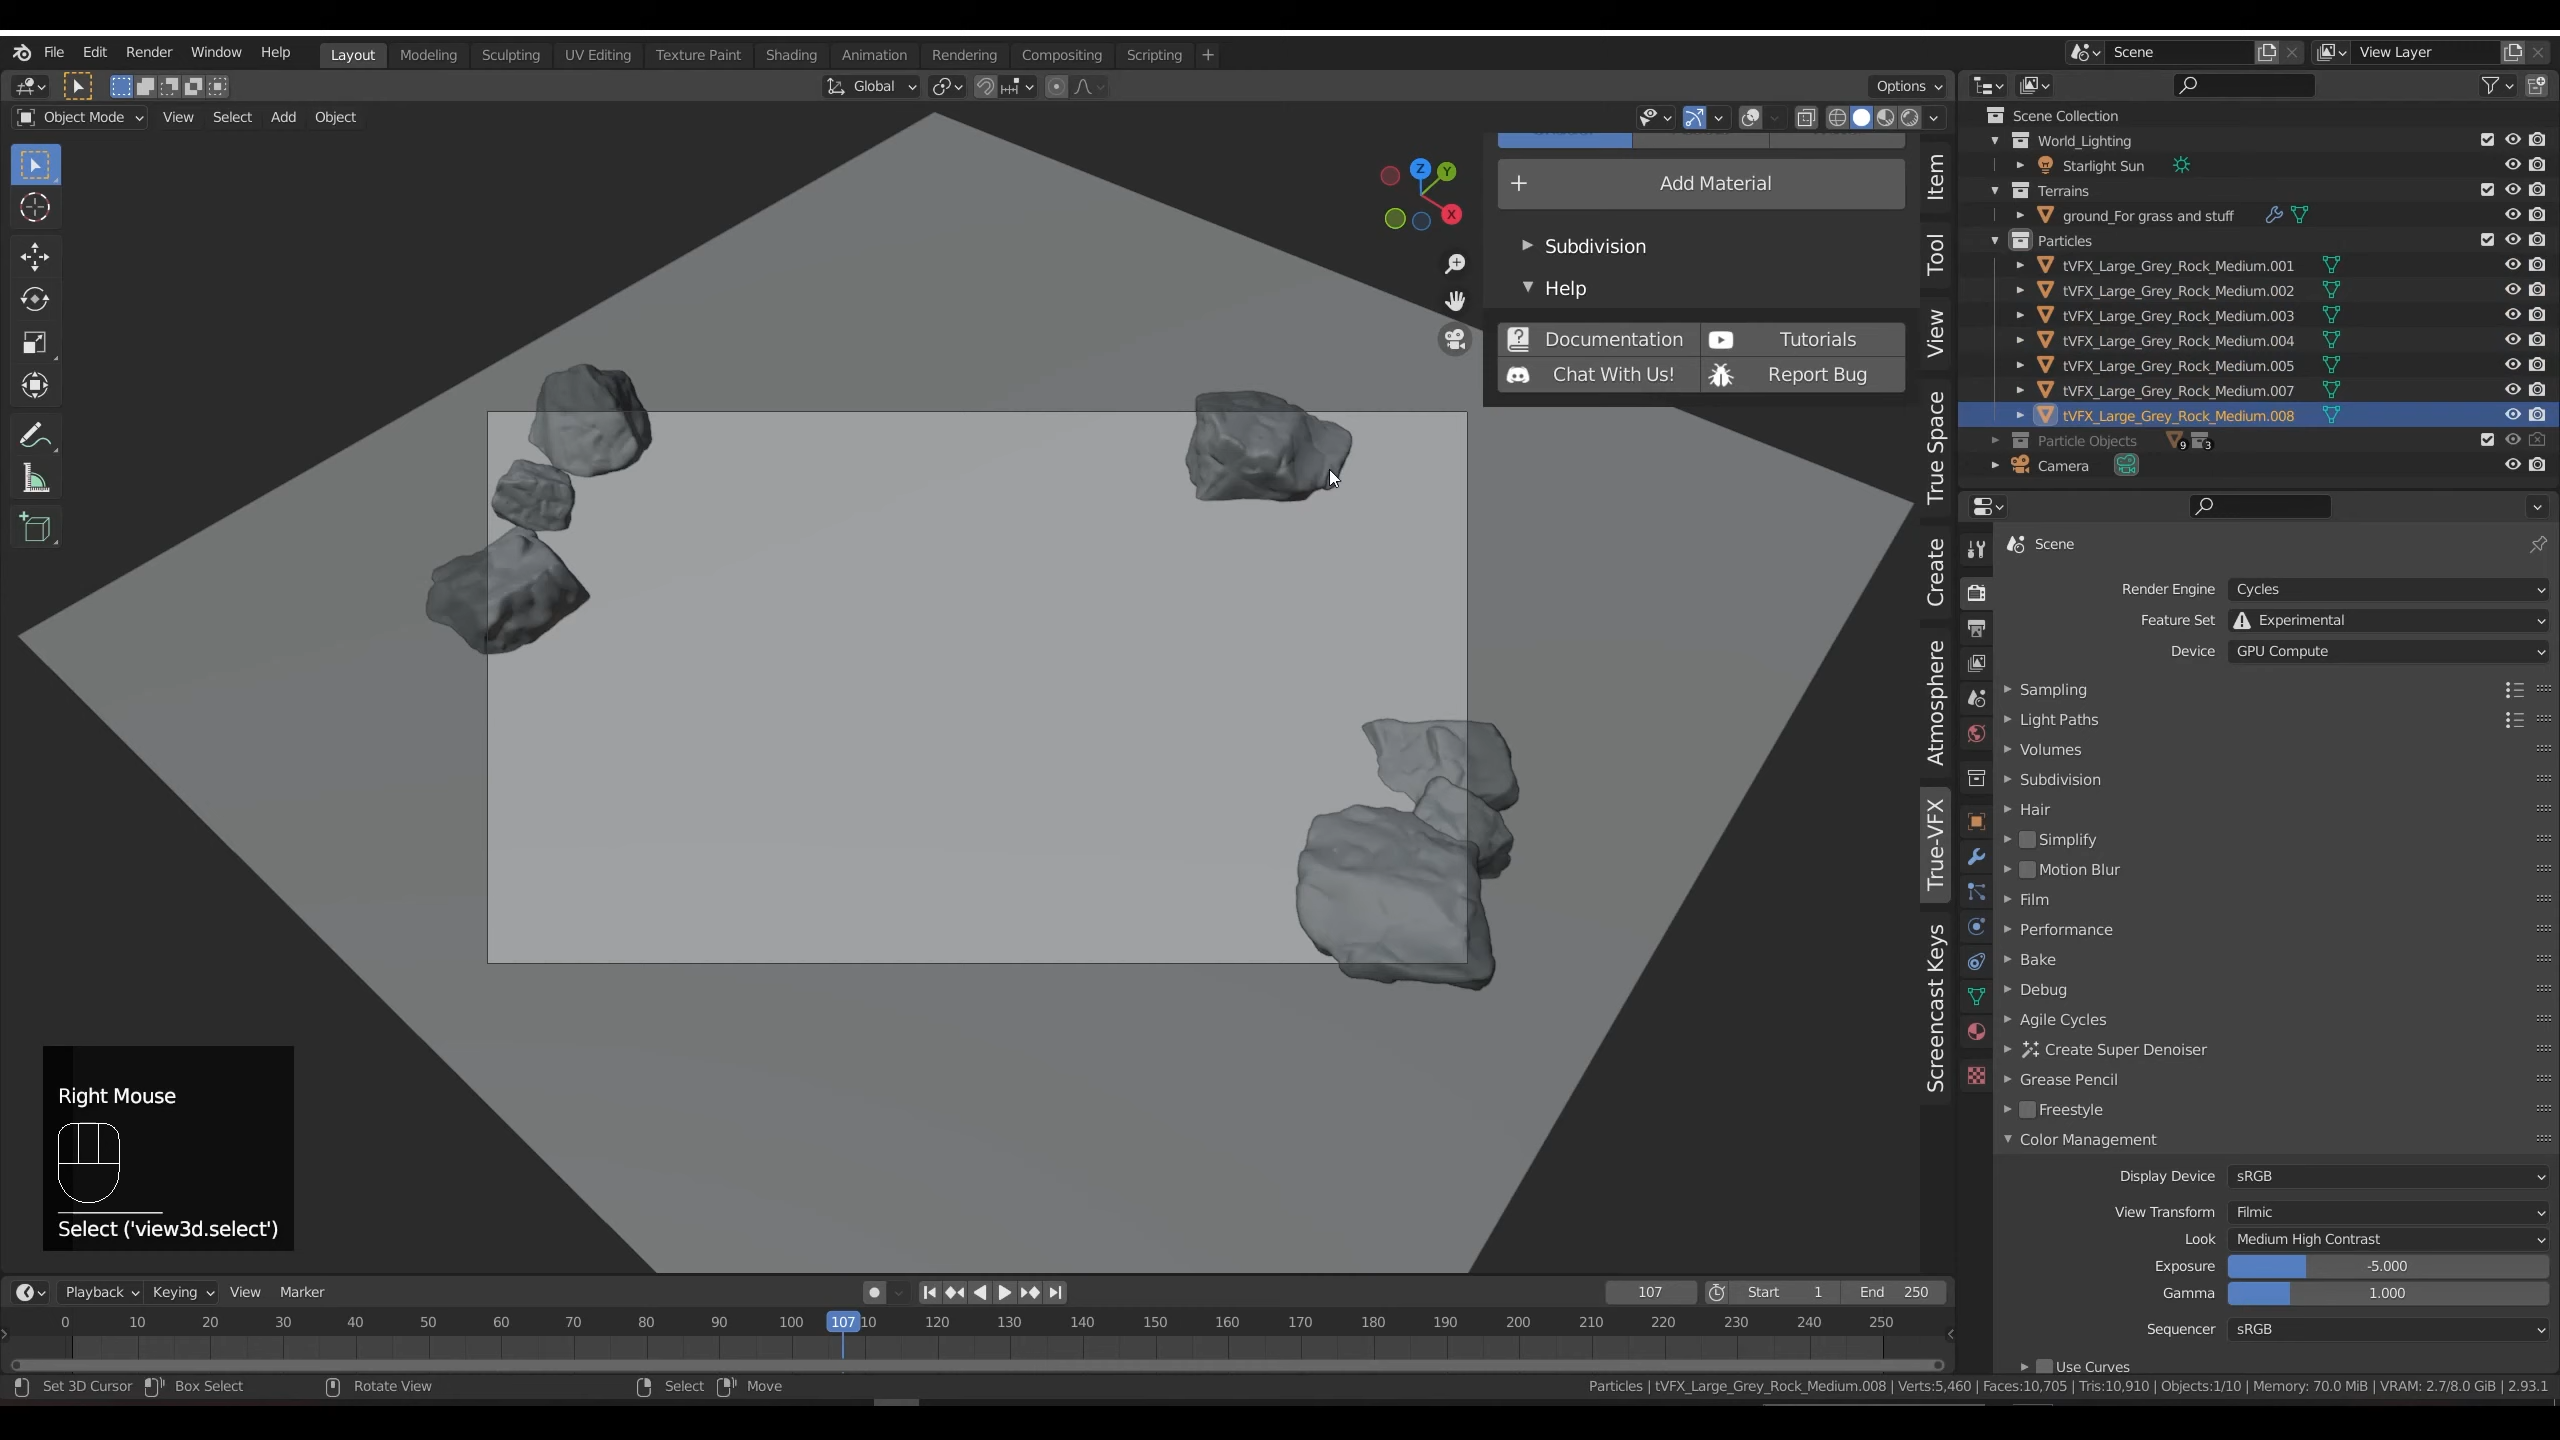 File Edit Render Window Help Layout Modeling Sculpting UV Editing Texture Paint Shading Animation Rendering Compositing Scripting + Scene View Layer
Global Options
Object Mode View Select Add Object
Scene Collection
World_Lighting
Starlight Sun
Terrains
ground_For grass and stuff
Particles
tVFX_Large_Grey_Rock_Medium.001
tVFX_Large_Grey_Rock_Medium.002
tVFX_Large_Grey_Rock_Medium.003
tVFX_Large_Grey_Rock_Medium.004
tVFX_Large_Grey_Rock_Medium.005
tVFX_Large_Grey_Rock_Medium.007
tVFX_Large_Grey_Rock_Medium.008
Particle Objects 9 3
Camera
Z Y X
+ Add Material
Subdivision
Help
Documentation Tutorials
Chat With Us! Report Bug
Item
Tool
View
True Space
Create
Atmosphere
True-VFX
Screencast Keys
Scene
Render Engine Cycles
Feature Set Experimental
Device GPU Compute
Sampling
Light Paths
Volumes
Subdivision
Hair
Simplify
Motion Blur
Film
Performance
Bake
Debug
Agile Cycles
Create Super Denoiser
Grease Pencil
Freestyle
Color Management
Display Device sRGB
View Transform Filmic
Look Medium High Contrast
Exposure -5.000
Gamma 1.000
Sequencer sRGB
Use Curves
Right Mouse
Select ('view3d.select')
Playback Keying View Marker 107 Start 1 End 250
0 10 20 30 40 50 60 70 80 90 100 107 10 120 130 140 150 160 170 180 190 200 210 220 230 240 250
Set 3D Cursor Box Select Rotate View Select Move Particles | tVFX_Large_Grey_Rock_Medium.008 | Verts:5,460 | Faces:10,705 | Tris:10,910 | Objects:1/10 | Memory: 70.0 MiB | VRAM: 2.7/8.0 GiB | 2.93.1